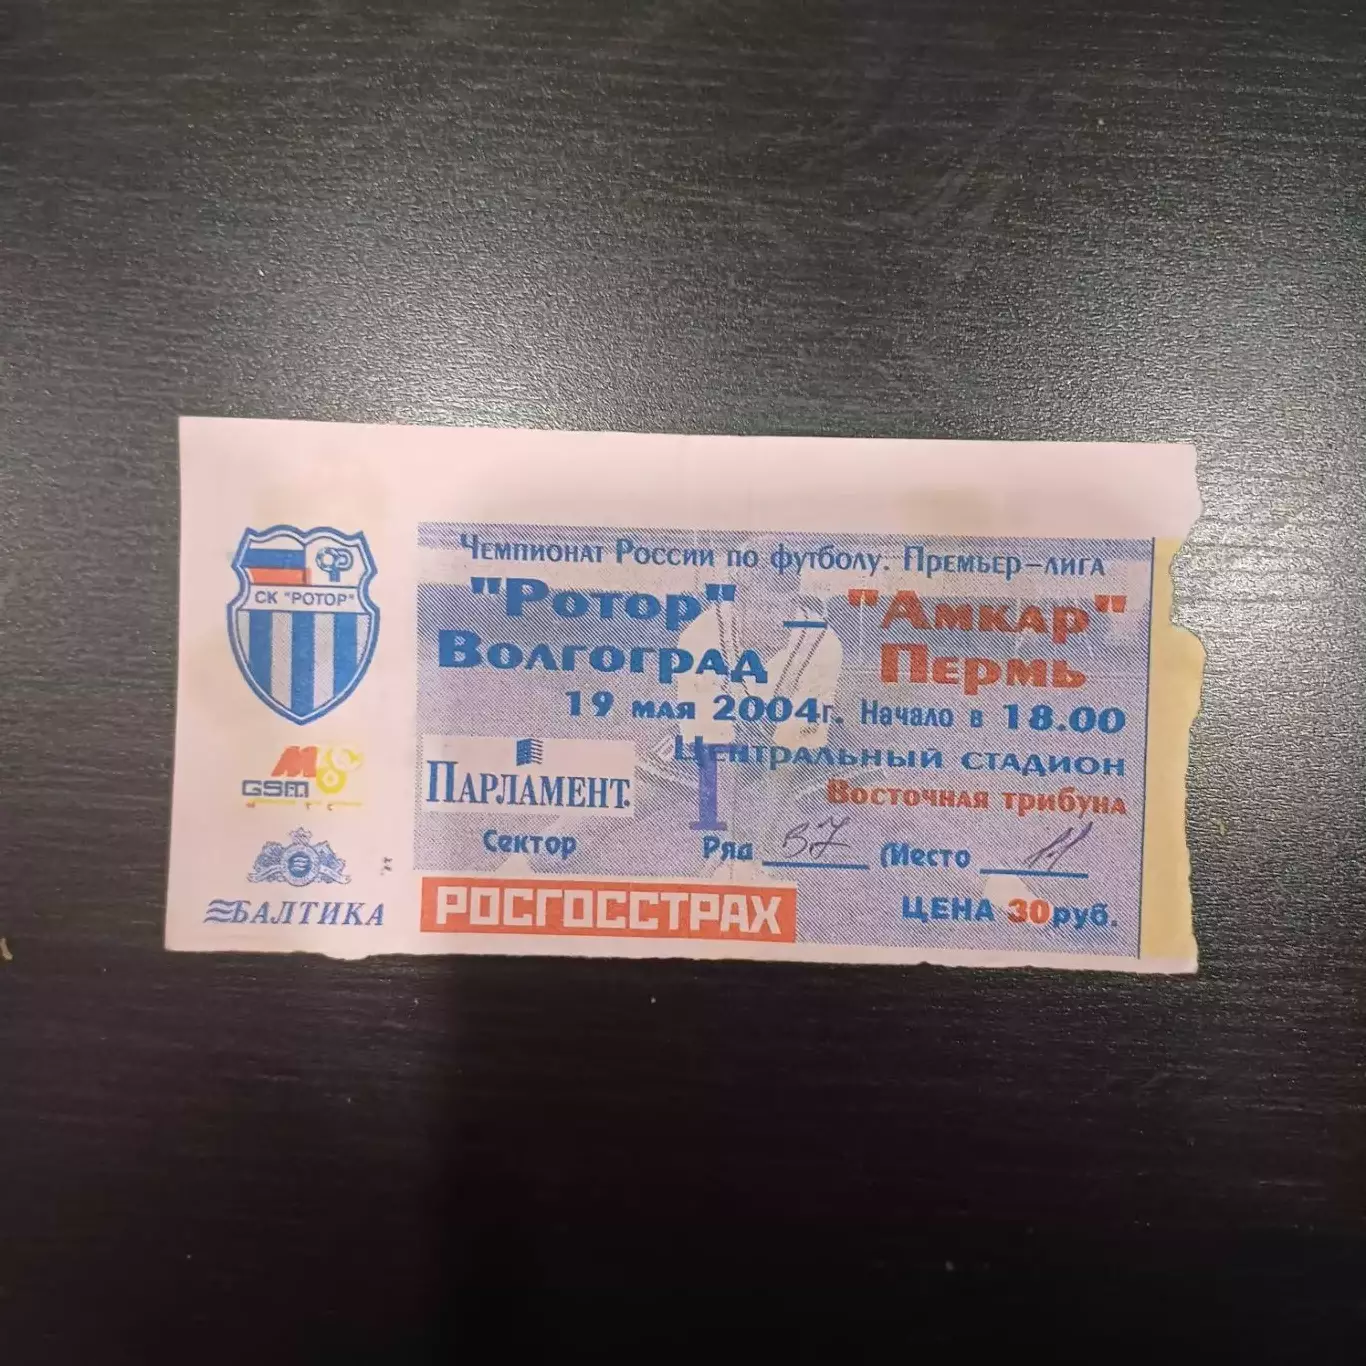 СК "РОТОР"
Чемпионат России по футболу. Премьер-лига
"Ротор" – "Амкар"
Волгоград Пермь
19 мая 2004г. Начало в 18.00
Центральный стадион
Восточная трибуна
М
GSM
МТС
Парламент
I
Сектор Ряд 37 Место 11
БАЛТИКА
РОСГОССТРАХ
ЦЕНА 30руб.